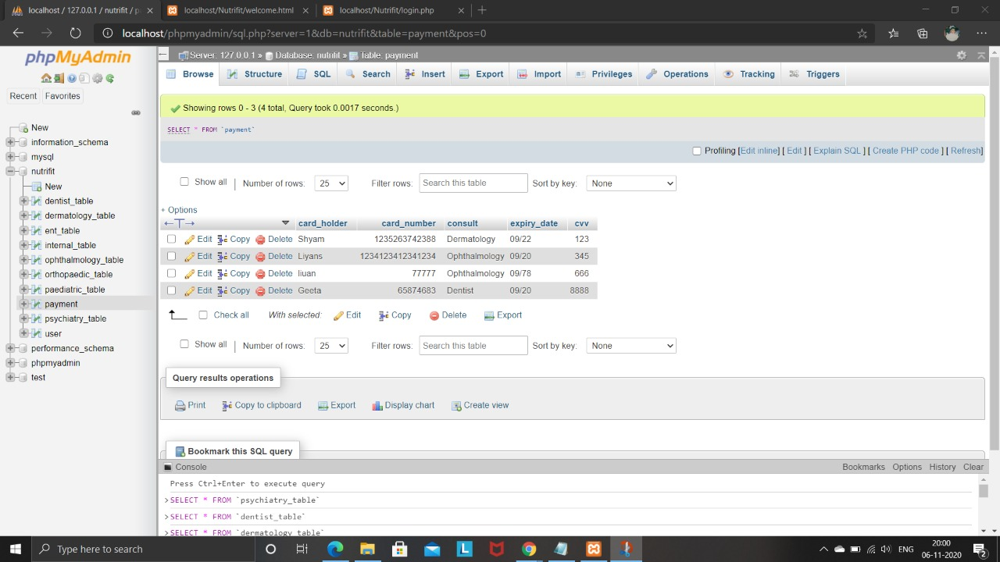 localhost / 127.0.0.1 / nutrifit / p
localhost/Nutrifit/welcome.html
localhost/Nutrifit/login.php
localhost/phpmyadmin/sql.php?server=1&db=nutrifit&table=payment&pos=0
phpMyAdmin
Recent Favorites
New
information_schema
mysql
nutrifit
New
dentist_table
dermatology_table
ent_table
internal_table
ophthalmology_table
orthopaedic_table
paediatric_table
payment
psychiatry_table
user
performance_schema
phpmyadmin
test
Server: 127.0.0.1 » Database: nutrifit » Table: payment
Browse Structure SQL Search Insert Export Import Privileges Operations Tracking Triggers
Showing rows 0 - 3 (4 total, Query took 0.0017 seconds.)
SELECT * FROM `payment`
Profiling [Edit inline] [ Edit ] [ Explain SQL ] [ Create PHP code ] [ Refresh]
Show all | Number of rows: 25 Filter rows: Search this table Sort by key: None
+ Options
←T→ card_holder card_number consult expiry_date cvv
Edit Copy Delete Shyam 1235263742388 Dermatology 09/22 123
Edit Copy Delete Liyans 1234123412341234 Ophthalmology 09/20 345
Edit Copy Delete liuan 77777 Ophthalmology 09/78 666
Edit Copy Delete Geeta 65874683 Dentist 09/20 8888
Check all With selected: Edit Copy Delete Export
Show all | Number of rows: 25 Filter rows: Search this table Sort by key: None
Query results operations
Print Copy to clipboard Export Display chart Create view
Bookmark this SQL query
Console Bookmarks Options History Clear
Press Ctrl+Enter to execute query
>SELECT * FROM `psychiatry_table`
>SELECT * FROM `dentist_table`
>SELECT * FROM `dermatology_table`
Type here to search
L
ENG
20:00
06-11-2020
2